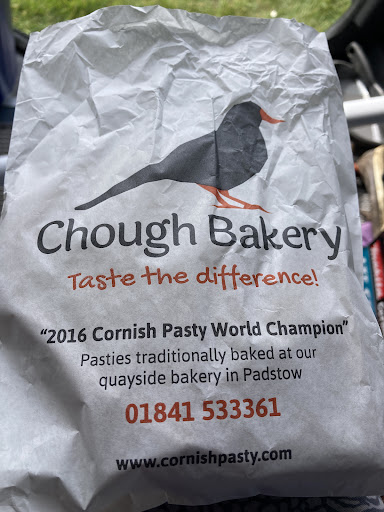 Chough Bakery
Taste the difference!
"2016 Cornish Pasty World Champion"
Pasties traditionally baked at our
quayside bakery in Padstow
01841 533361
www.cornishpasty.com